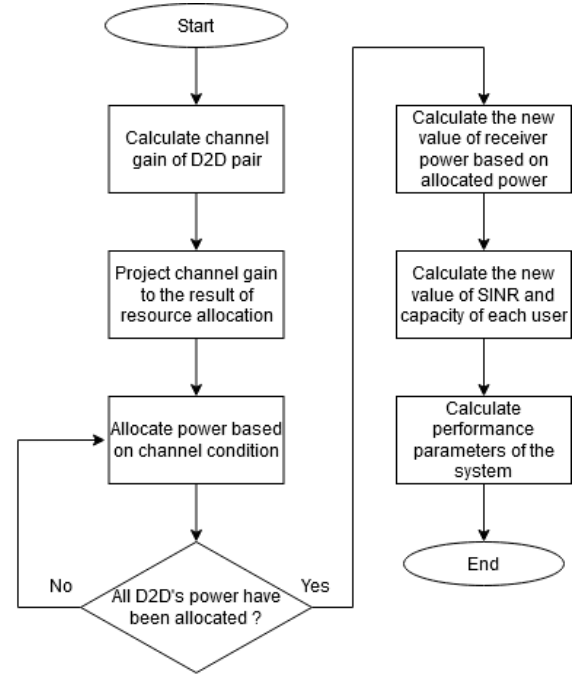 Start
Calculate channel
gain of D2D pair
Project channel gain
to the result of
resource allocation
Allocate power based
on channel condition
No
All D2D's power have
been allocated ?
Yes
Calculate the new
value of receiver
power based on
allocated power
Calculate the new
value of SINR and
capacity of each user
Calculate
performance
parameters of the
system
End